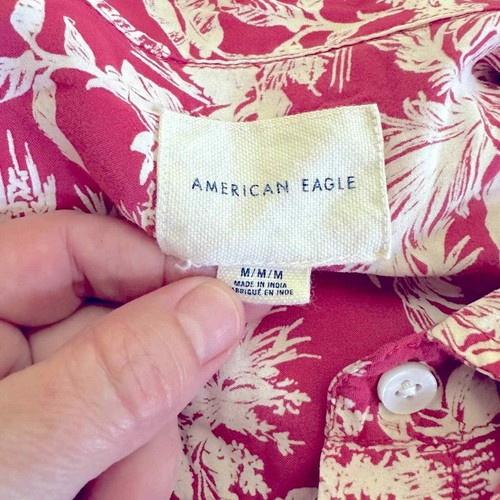 AMERICAN EAGLE
M/M/M
MADE IN INDIA
FABRIQUÉ EN INDE